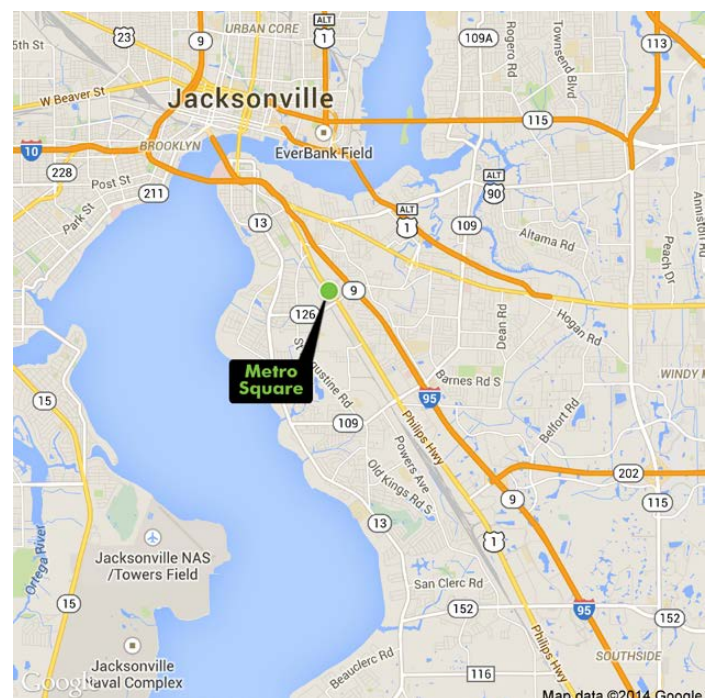 URBAN CORE
ALT
1
23
9
109A
Rogero Rd
Townsend Blvd
113
5th St
W Beaver St
Jacksonville
115
10
BROOKLYN
EverBank Field
228
Post St
211
Park St
ALT
90
13
ALT
1
109
Altama Rd
Anniston Rd
Peach Dr
9
126
Dean Rd
Hogan Rd
Metro
Square
St Augustine Rd
Barnes Rd S
WINDY
95
15
109
Philips Hwy
Belfort Rd
Powers Ave
Old Kings Rd S
202
9
115
13
1
Ortega River
Jacksonville NAS
/Towers Field
San Clerc Rd
15
152
95
152
Philips Hwy
SOUTHSIDE
Beauclerc Rd
116
Jacksonville
Naval Complex
Google
Map data ©2014 Google